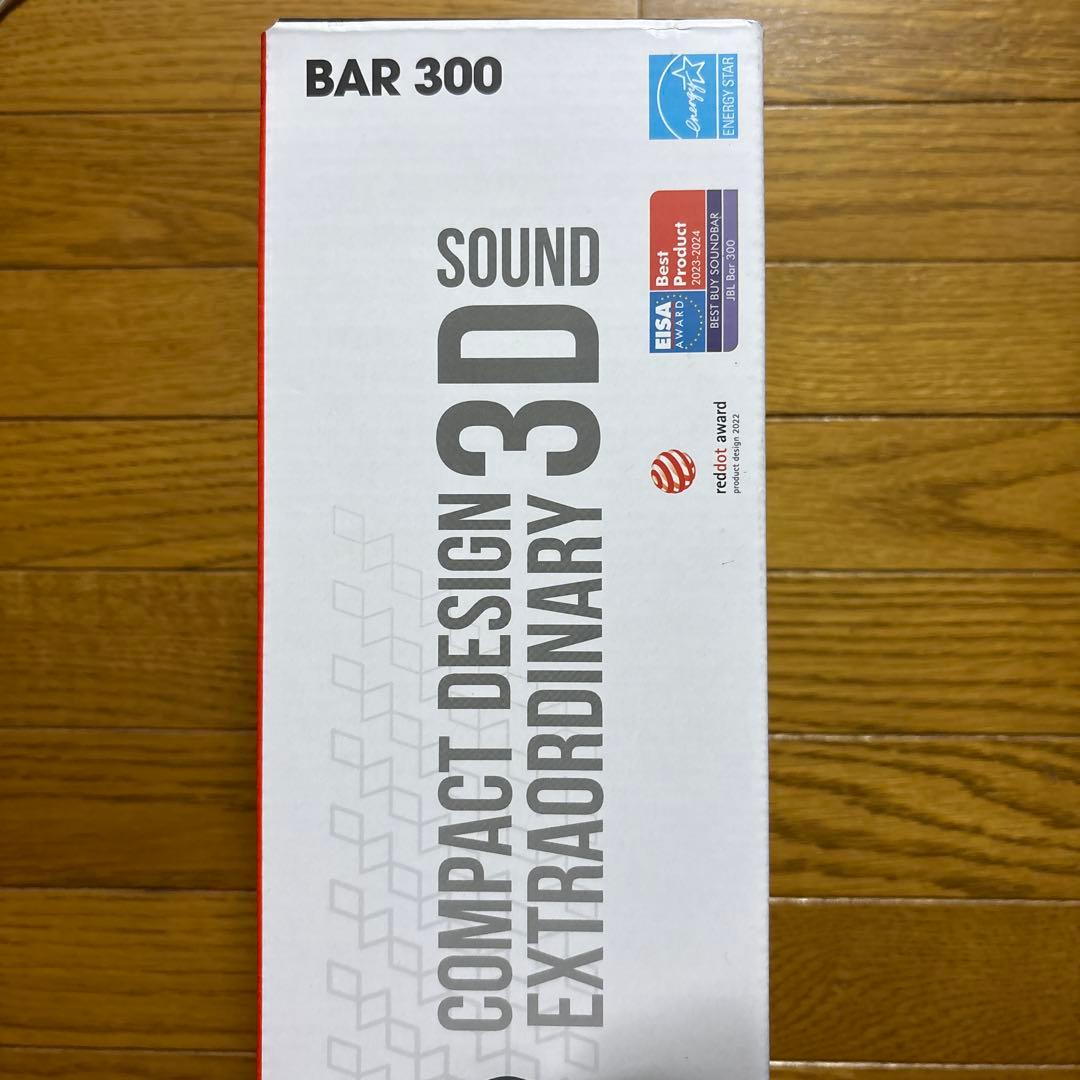 BAR 300
COMPACT DESIGN
EXTRAORDINARY
3D
SOUND
energy
ENERGY STAR
EISA
AWARD
Best
Product
2023-2024
BEST BUY SOUNDBAR
JBL Bar 300
reddot award
product design 2022